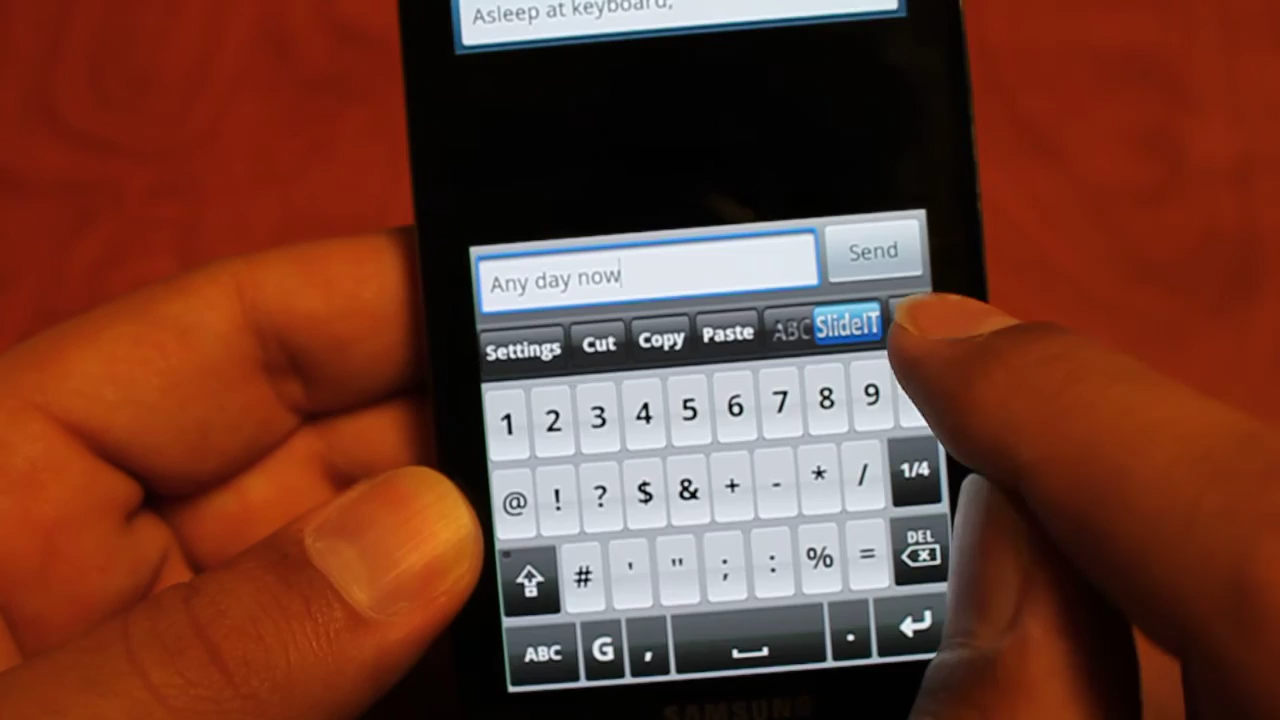 Asleep at keyboard,
Any day now
Send
Settings Cut Copy Paste ABC SlideIT
1 2 3 4 5 6 7 8 9
@ ! ? $ & + - * / 1/4
# ' " ; : % = DEL
ABC G , .
SAMSUNG